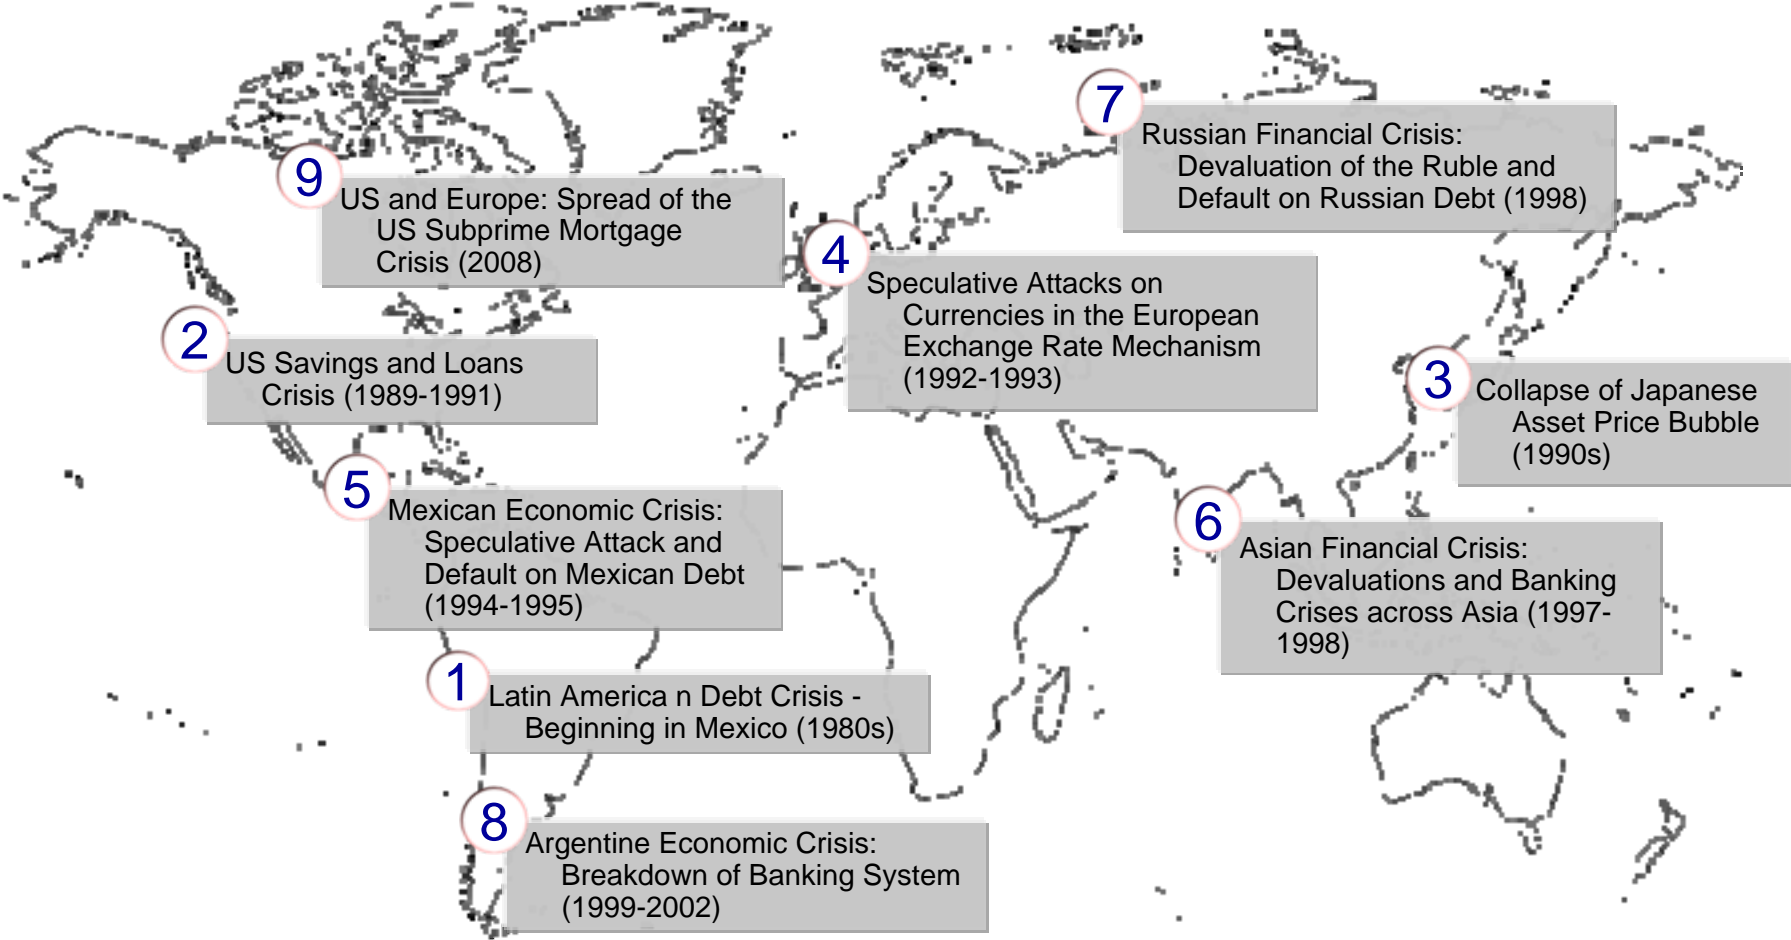 7
Russian Financial Crisis:
Devaluation of the Ruble and
Default on Russian Debt (1998)
9
US and Europe: Spread of the
US Subprime Mortgage
Crisis (2008)
4
Speculative Attacks on
Currencies in the European
Exchange Rate Mechanism
(1992-1993)
2
US Savings and Loans
Crisis (1989-1991)
3
Collapse of Japanese
Asset Price Bubble
(1990s)
5
Mexican Economic Crisis:
Speculative Attack and
Default on Mexican Debt
(1994-1995)
6
Asian Financial Crisis:
Devaluations and Banking
Crises across Asia (1997-
1998)
1
Latin America n Debt Crisis -
Beginning in Mexico (1980s)
8
Argentine Economic Crisis:
Breakdown of Banking System
(1999-2002)